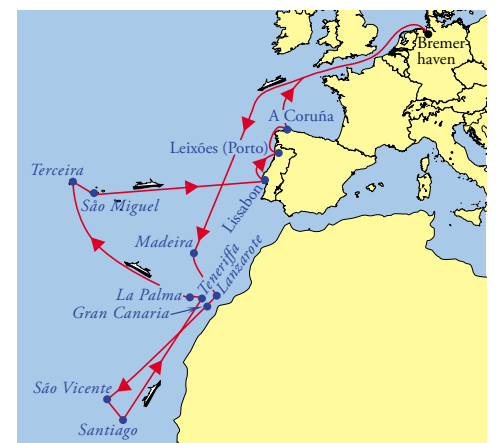 Bremer-
haven
A Coruña
Leixões (Porto)
Terceira
São Miguel
Lissabon
Madeira
Teneriffa
Lanzarote
La Palma
Gran Canaria
São Vicente
Santiago